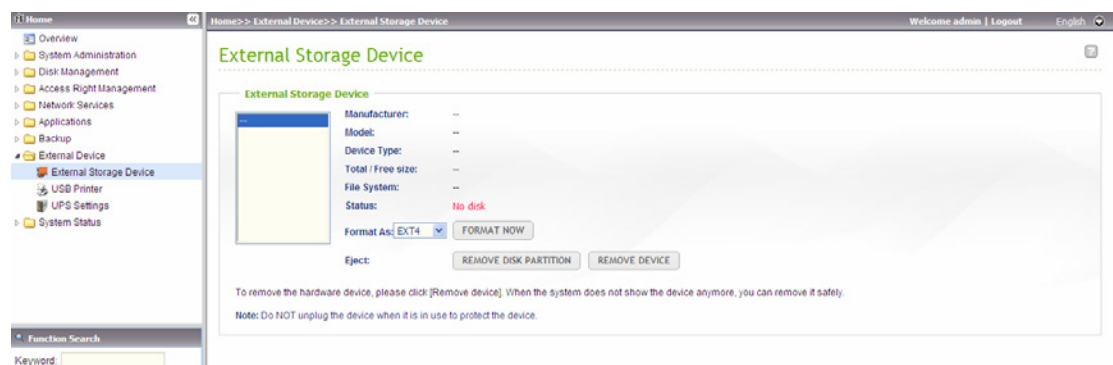 Home
Home>> External Device>> External Storage Device
Welcome admin | Logout
English
Overview
System Administration
Disk Management
Access Right Management
Network Services
Applications
Backup
External Device
External Storage Device
USB Printer
UPS Settings
System Status
Function Search
Keyword:
External Storage Device
External Storage Device
--
Manufacturer: --
Model: --
Device Type: --
Total / Free size: --
File System: --
Status: No disk
Format As: EXT4 FORMAT NOW
Eject: REMOVE DISK PARTITION REMOVE DEVICE
To remove the hardware device, please click [Remove device]. When the system does not show the device anymore, you can remove it safely.
Note: Do NOT unplug the device when it is in use to protect the device.